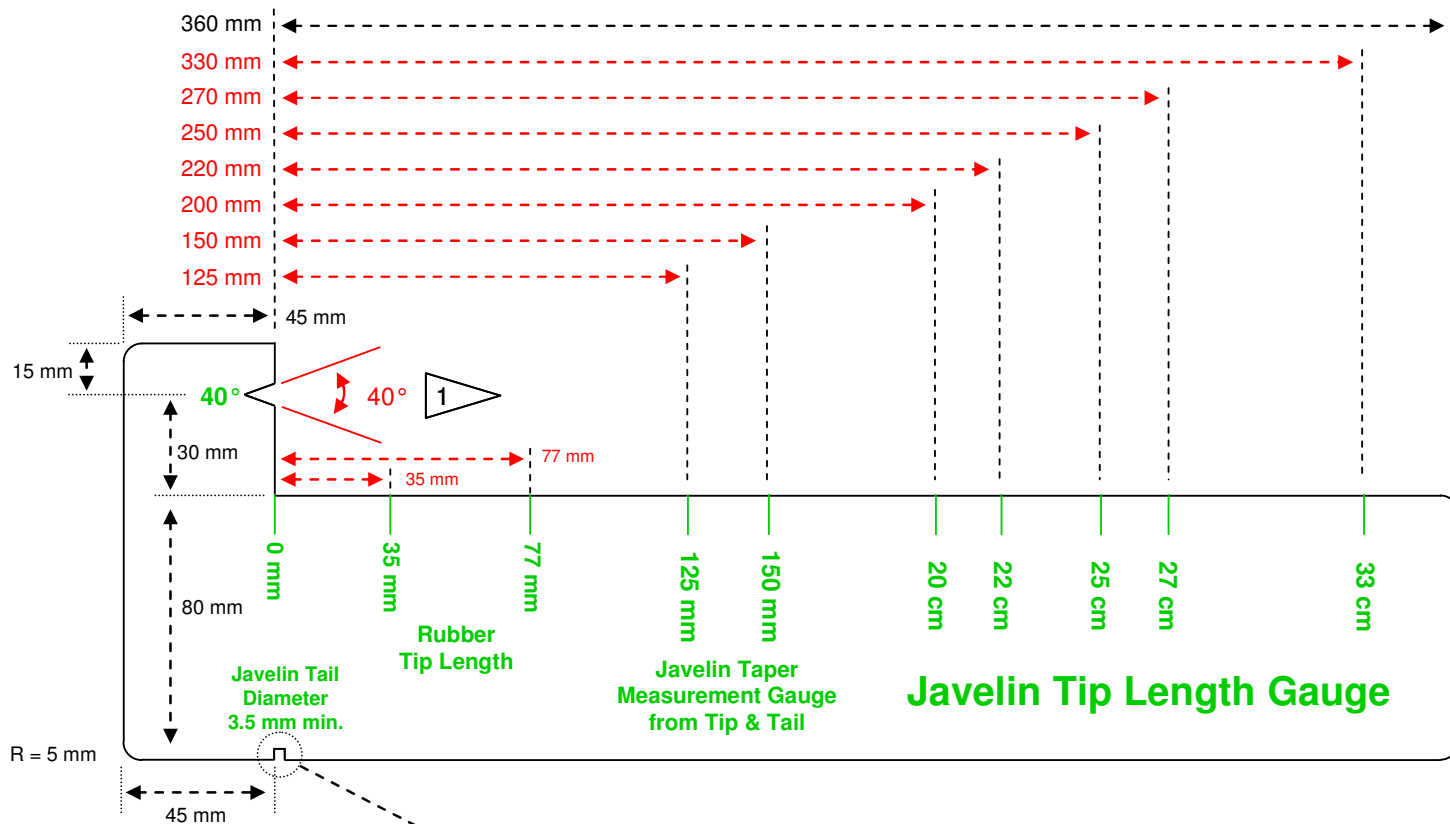 360 mm
330 mm
270 mm
250 mm
220 mm
200 mm
150 mm
125 mm
45 mm
15 mm
40°
40°
1
30 mm
77 mm
35 mm
0 mm
35 mm
77 mm
125 mm
150 mm
20 cm
22 cm
25 cm
27 cm
33 cm
80 mm
Rubber
Tip Length
Javelin Tail
Diameter
3.5 mm min.
Javelin Taper
Measurement Gauge
from Tip & Tail
Javelin Tip Length Gauge
R = 5 mm
45 mm